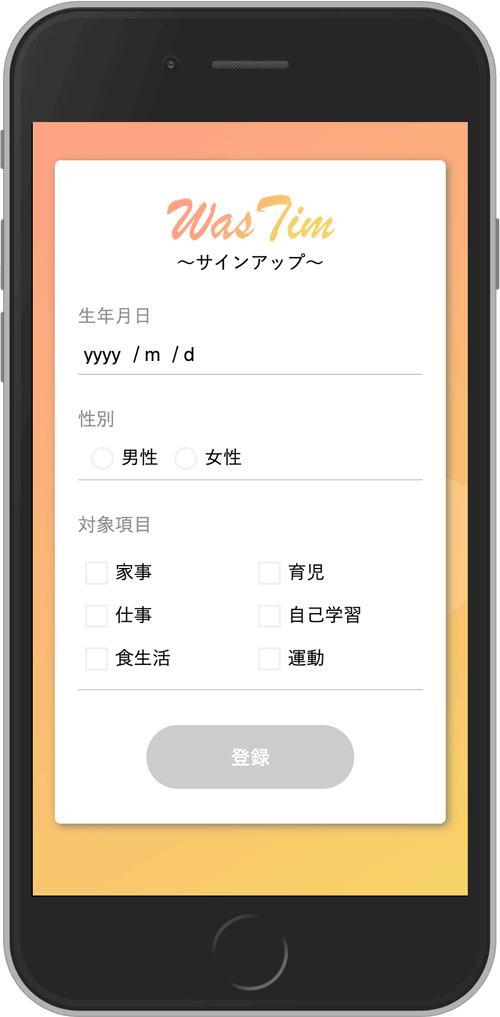 WasTim
〜サインアップ〜
生年月日
yyyy / m / d
性別
男性 女性
対象項目
家事 育児
仕事 自己学習
食生活 運動
登録